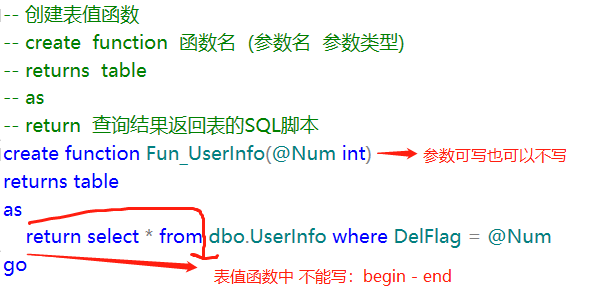 -- 创建表值函数
-- create function 函数名 (参数名 参数类型)
-- returns table
-- as
-- return 查询结果返回表的SQL脚本
create function Fun_UserInfo(@Num int) 参数可写也可以不写
returns table
as
return select * from dbo.UserInfo where DelFlag = @Num
go 表值函数中 不能写：begin - end